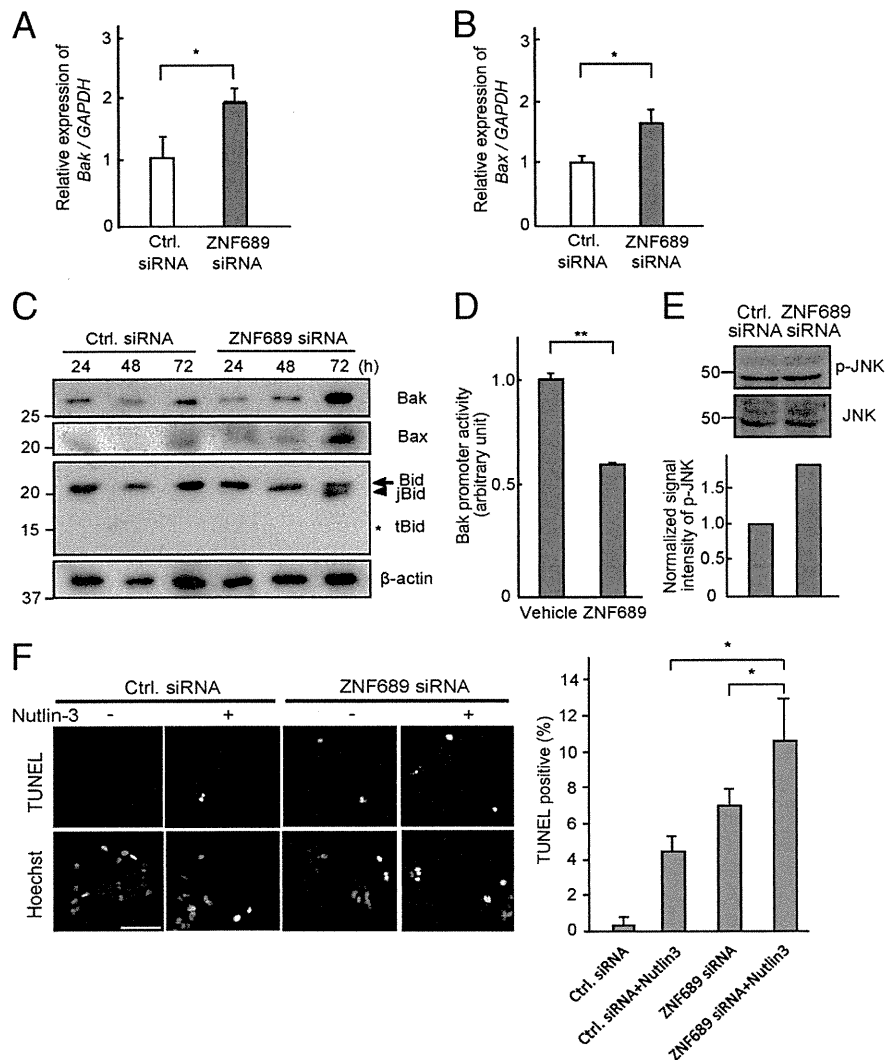 A
Relative expression of
Bak / GAPDH
3
2
1
0
*
Ctrl.
siRNA
ZNF689
siRNA
B
Relative expression of
Bax / GAPDH
3
2
1
0
*
Ctrl.
siRNA
ZNF689
siRNA
C
Ctrl. siRNA
ZNF689 siRNA
24 48 72 24 48 72 (h)
25
Bak
20
Bax
20
15
Bid
jBid
* tBid
37
β-actin
D
Bak promoter activity
(arbitrary unit)
1.0
0.5
0
**
Vehicle ZNF689
E
Ctrl. ZNF689
siRNA siRNA
50
p-JNK
50
JNK
Normalized signal
intensity of p-JNK
1.5
1.0
0.5
0
F
Ctrl. siRNA
ZNF689 siRNA
Nutlin-3 - + - +
TUNEL
Hoechst
TUNEL positive (%)
14
12
10
8
6
4
2
0
*
*
Ctrl. siRNA
Ctrl. siRNA+Nutlin3
ZNF689 siRNA
ZNF689 siRNA+Nutlin3